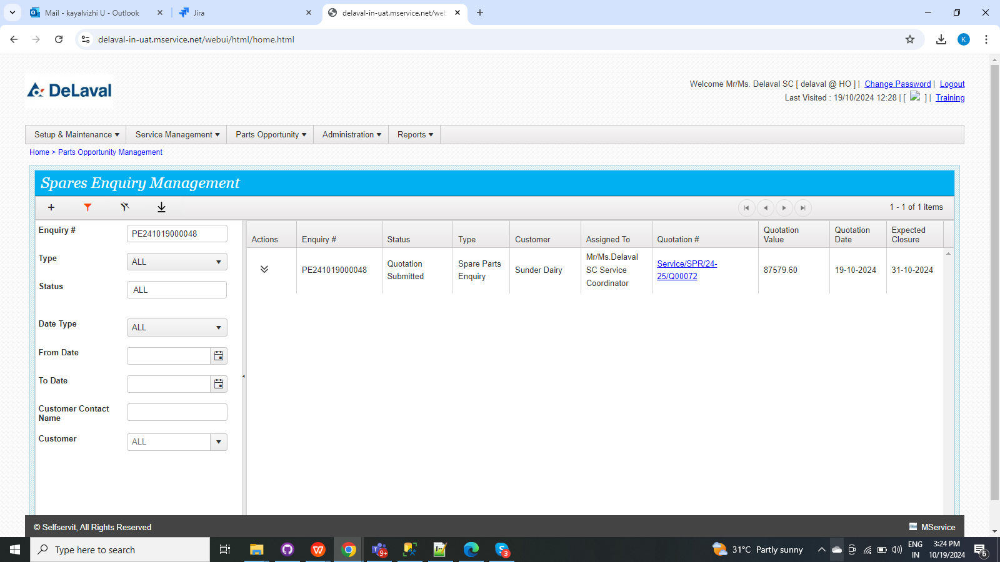 Mail - kayalvizhi U - Outlook
Jira
delaval-in-uat.mservice.net/web
delaval-in-uat.mservice.net/webui/html/home.html
K
DeLaval
Welcome Mr/Ms. Delaval SC [ delaval @ HO ] | Change Password | Logout
Last Visited : 19/10/2024 12:28 | [ ] | Training
Setup & Maintenance Service Management Parts Opportunity Administration Reports
Home > Parts Opportunity Management
Spares Enquiry Management
1 - 1 of 1 items
Enquiry #
PE241019000048
Type
ALL
Status
ALL
Date Type
ALL
From Date
To Date
Customer Contact
Name
Customer
ALL
Actions
Enquiry #
Status
Type
Customer
Assigned To
Quotation #
Quotation
Value
Quotation
Date
Expected
Closure
PE241019000048
Quotation
Submitted
Spare Parts
Enquiry
Sunder Dairy
Mr/Ms.Delaval
SC Service
Coordinator
Service/SPR/24-
25/Q00072
87579.60
19-10-2024
31-10-2024
© Selfservit, All Rights Reserved
MService
Type here to search
9+
3
31°C Partly sunny
ENG
IN
3:24 PM
10/19/2024
6